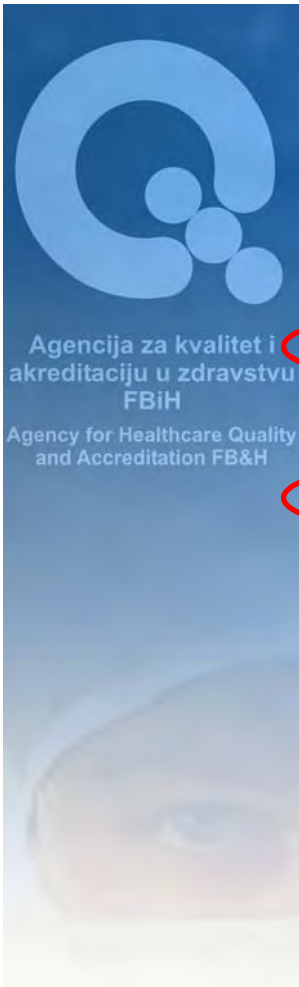 Agencija za kvalitet i
akreditaciju u zdravstvu
FBiH
Agency for Healthcare Quality
and Accreditation FB&H